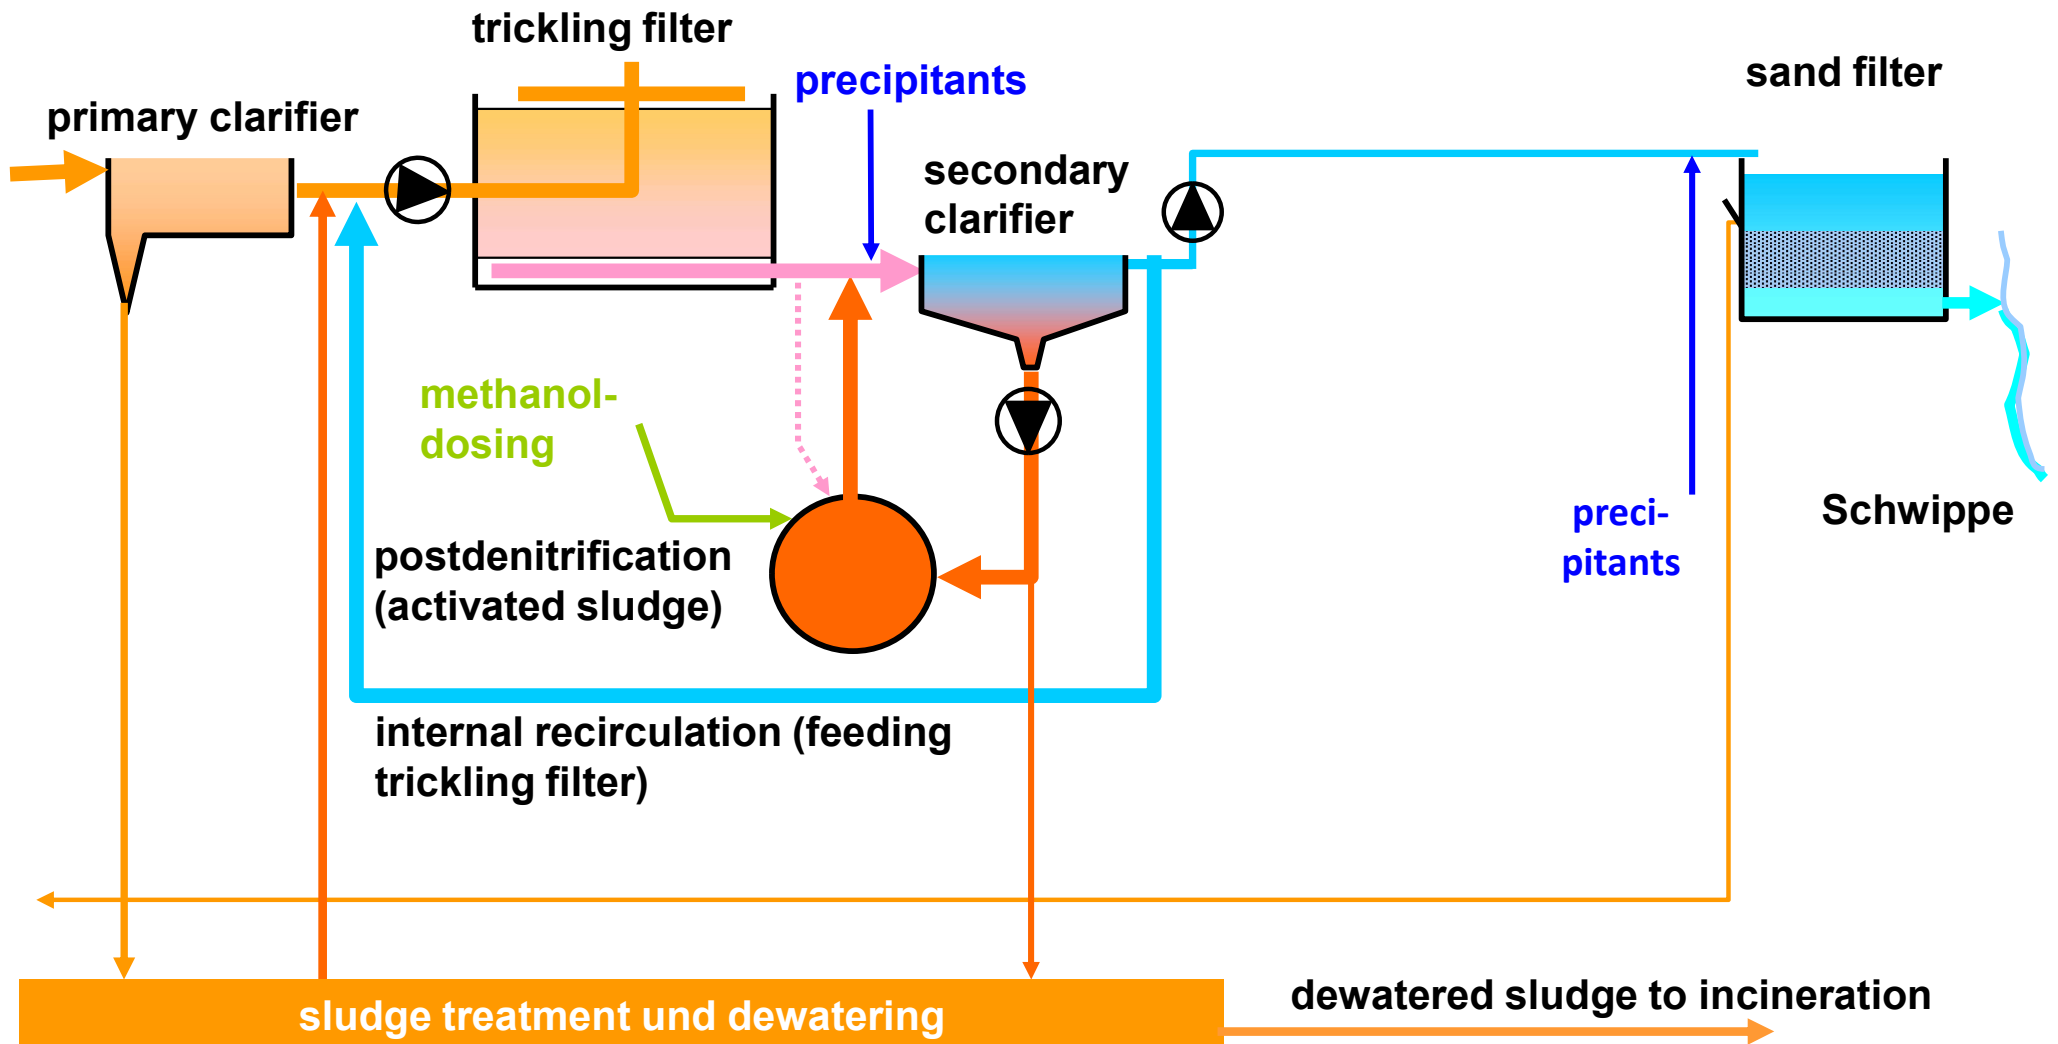 trickling filter
precipitants
sand filter
primary clarifier
secondary
clarifier
methanol-
dosing
preci-
pitants
Schwippe
postdenitrification
(activated sludge)
internal recirculation (feeding
trickling filter)
dewatered sludge to incineration
sludge treatment und dewatering